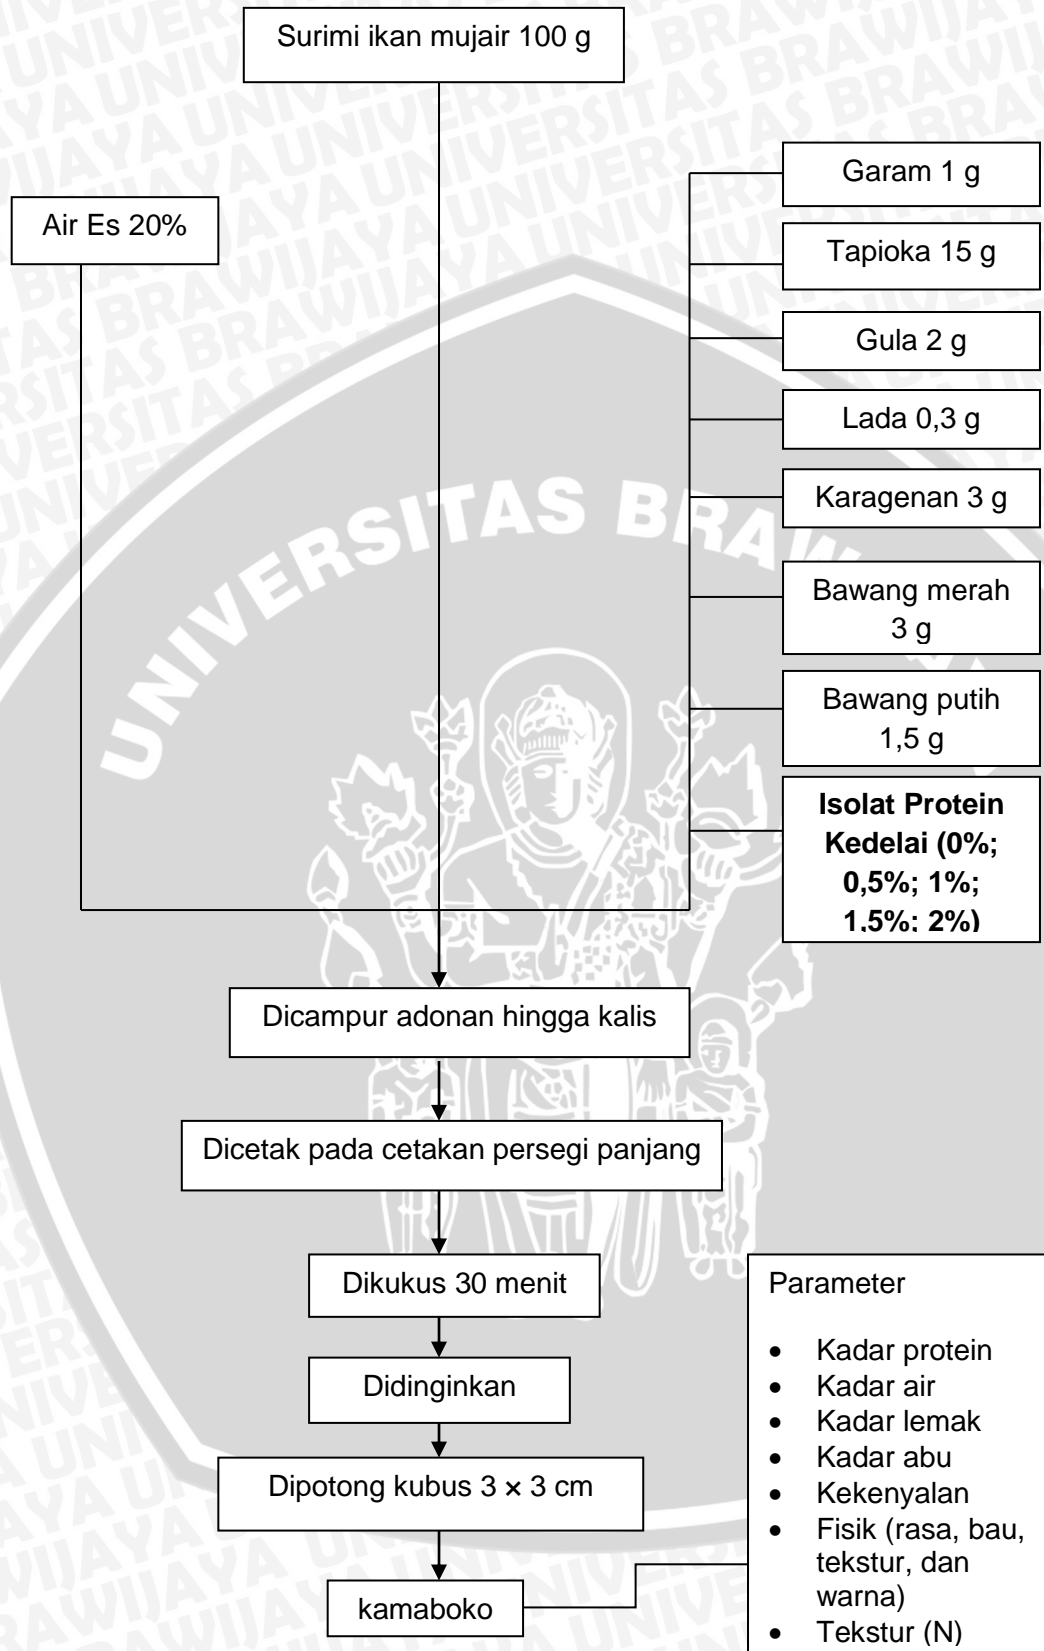 Surimi ikan mujair 100 g
Garam 1 g
Air Es 20%
Tapioka 15 g
Gula 2 g
Lada 0,3 g
Karagenan 3 g
Bawang merah
3 g
Bawang putih
1,5 g
Isolat Protein
Kedelai (0%;
0,5%; 1%;
1,5%; 2%)
Dicampur adonan hingga kalis
Dicetak pada cetakan persegi panjang
Dikukus 30 menit
Didinginkan
Dipotong kubus 3 × 3 cm
kamaboko
Parameter
• Kadar protein
• Kadar air
• Kadar lemak
• Kadar abu
• Kekenyalan
• Fisik (rasa, bau,
tekstur, dan
warna)
• Tekstur (N)
UNIVERSITAS BRAW